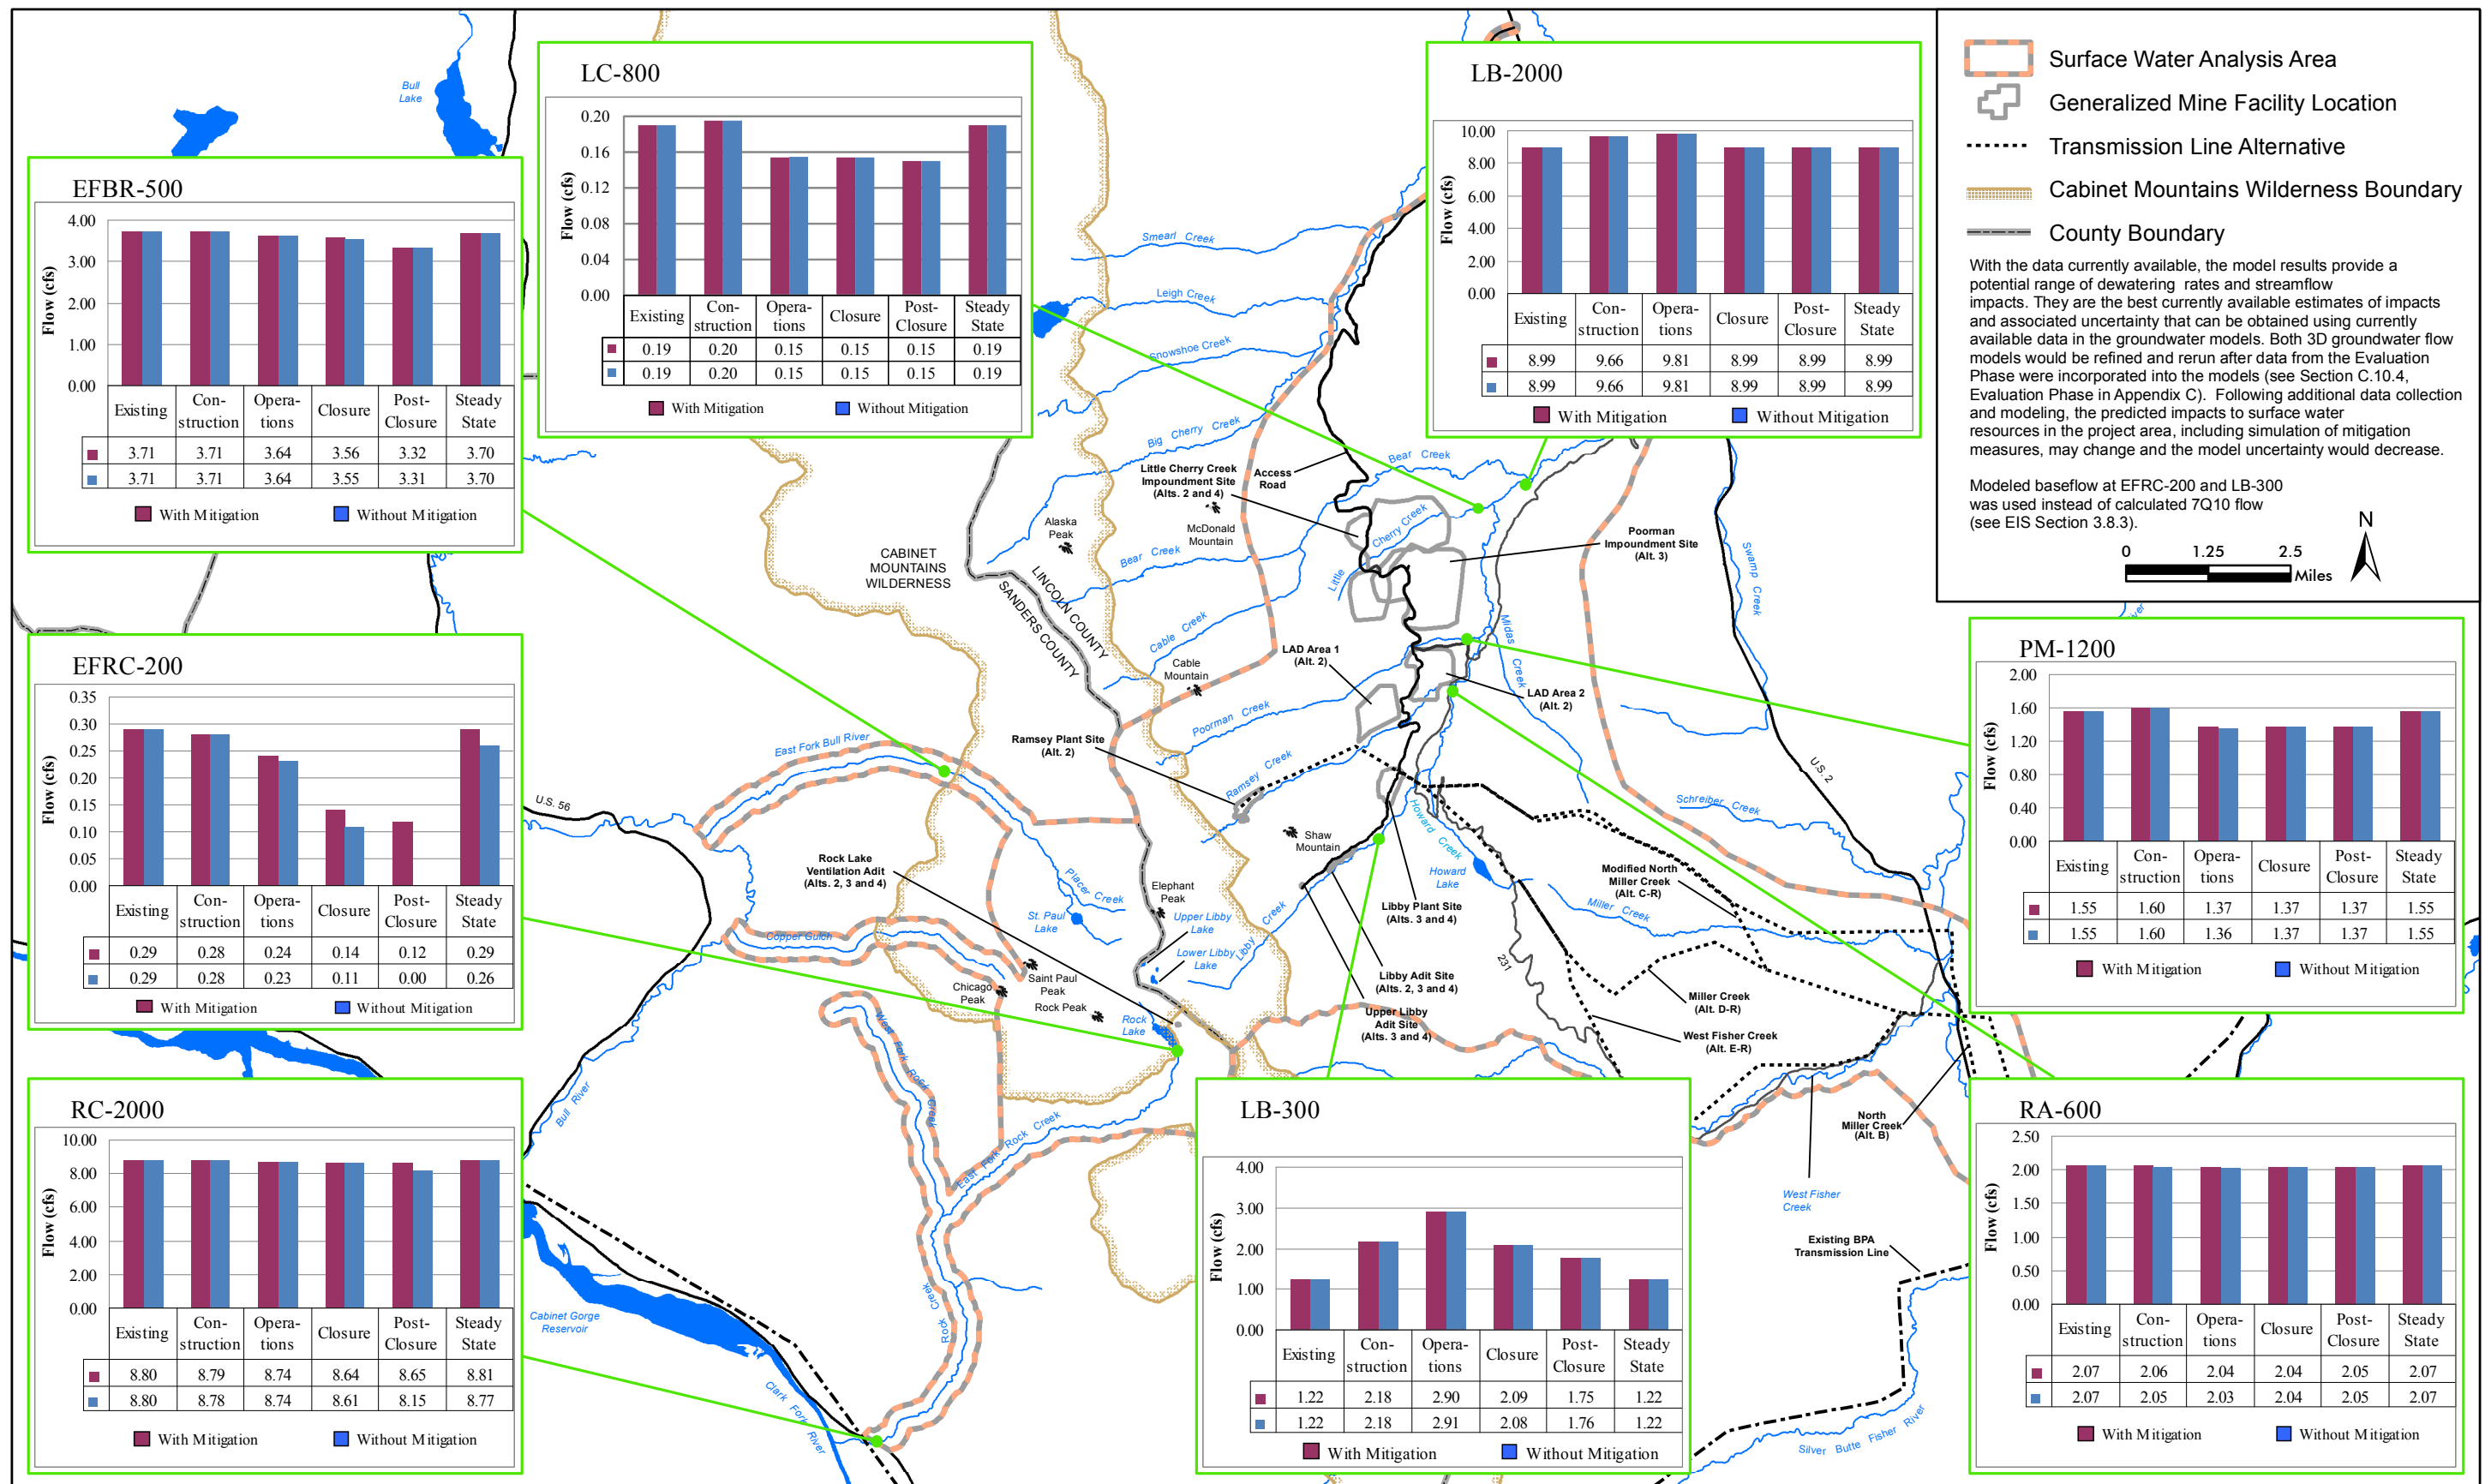 Bull
Lake
EFBR-500
Flow (cfs)
4.00
3.00
2.00
1.00
0.00
Existing
Con-
struction
Opera-
tions
Closure
Post-
Closure
Steady
State
3.71 3.71 3.64 3.56 3.32 3.70
3.71 3.71 3.64 3.55 3.31 3.70
With Mitigation Without Mitigation
LC-800
Flow (cfs)
0.20
0.16
0.12
0.08
0.04
0.00
Existing
Con-
struction
Opera-
tions
Closure
Post-
Closure
Steady
State
0.19 0.20 0.15 0.15 0.15 0.19
0.19 0.20 0.15 0.15 0.15 0.19
With Mitigation Without Mitigation
LB-2000
Flow (cfs)
10.00
8.00
6.00
4.00
2.00
0.00
Existing
Con-
struction
Opera-
tions
Closure
Post-
Closure
Steady
State
8.99 9.66 9.81 8.99 8.99 8.99
8.99 9.66 9.81 8.99 8.99 8.99
With Mitigation Without Mitigation
Surface Water Analysis Area
Generalized Mine Facility Location
Transmission Line Alternative
Cabinet Mountains Wilderness Boundary
County Boundary
With the data currently available, the model results provide a
potential range of dewatering rates and streamflow
impacts. They are the best currently available estimates of impacts
and associated uncertainty that can be obtained using currently
available data in the groundwater models. Both 3D groundwater flow
models would be refined and rerun after data from the Evaluation
Phase were incorporated into the models (see Section C.10.4,
Evaluation Phase in Appendix C). Following additional data collection
and modeling, the predicted impacts to surface water
resources in the project area, including simulation of mitigation
measures, may change and the model uncertainty would decrease.
Modeled baseflow at EFRC-200 and LB-300
was used instead of calculated 7Q10 flow
(see EIS Section 3.8.3).
N
0 1.25 2.5
Miles
EFRC-200
Flow (cfs)
0.35
0.30
0.25
0.20
0.15
0.10
0.05
0.00
Existing
Con-
struction
Opera-
tions
Closure
Post-
Closure
Steady
State
0.29 0.28 0.24 0.14 0.12 0.29
0.29 0.28 0.23 0.11 0.00 0.26
With Mitigation Without Mitigation
PM-1200
Flow (cfs)
2.00
1.60
1.20
0.80
0.40
0.00
Existing
Con-
struction
Opera-
tions
Closure
Post-
Closure
Steady
State
1.55 1.60 1.37 1.37 1.37 1.55
1.55 1.60 1.36 1.37 1.37 1.55
With Mitigation Without Mitigation
RC-2000
Flow (cfs)
10.00
8.00
6.00
4.00
2.00
0.00
Existing
Con-
struction
Opera-
tions
Closure
Post-
Closure
Steady
State
8.80 8.79 8.74 8.64 8.65 8.81
8.80 8.78 8.74 8.61 8.15 8.77
With Mitigation Without Mitigation
LB-300
Flow (cfs)
4.00
3.00
2.00
1.00
0.00
Existing
Con-
struction
Opera-
tions
Closure
Post-
Closure
Steady
State
1.22 2.18 2.90 2.09 1.75 1.22
1.22 2.18 2.91 2.08 1.76 1.22
With Mitigation Without Mitigation
RA-600
Flow (cfs)
2.50
2.00
1.50
1.00
0.50
0.00
Existing
Con-
struction
Opera-
tions
Closure
Post-
Closure
Steady
State
2.07 2.06 2.04 2.04 2.05 2.07
2.07 2.05 2.03 2.04 2.05 2.07
With Mitigation Without Mitigation
Smearl Creek
Leigh Creek
Snowshoe Creek
Big Cherry Creek
Little Cherry Creek
Impoundment Site
(Alts. 2 and 4)
Access
Road
Bear Creek
Alaska
Peak
McDonald
Mountain
Bear Creek
Little
Cherry Creek
Poorman
Impoundment Site
(Alt. 3)
CABINET
MOUNTAINS
WILDERNESS
LINCOLN COUNTY
SANDERS COUNTY
Swamp Creek
River
Cable Creek
Cable
Mountain
LAD Area 1
(Alt. 2)
Midas Creek
LAD Area 2
(Alt. 2)
Poorman Creek
Ramsey Plant Site
(Alt. 2)
Ramsey Creek
East Fork Bull River
U.S. 56
U.S. 2
Schreiber Creek
Shaw
Mountain
Howard Creek
Howard
Lake
Modified North
Miller Creek
(Alt. C-R)
Miller Creek
Rock Lake
Ventilation Adit
(Alts. 2, 3 and 4)
Placer Creek
St. Paul
Lake
Elephant
Peak
Upper Libby
Lake
Lower Libby
Lake
Libby Creek
Libby Plant Site
(Alts. 3 and 4)
231
Copper Gulch
Saint Paul
Peak
Chicago
Peak
Rock Peak
Rock
Lake
Libby Adit Site
(Alts. 2, 3 and 4)
Upper Libby
Adit Site
(Alts. 3 and 4)
Miller Creek
(Alt. D-R)
West Fisher Creek
(Alt. E-R)
West Fork Rock Creek
East Fork Rock Creek
Rock Creek
Bull River
Cabinet Gorge
Reservoir
Clark Fork River
North
Miller Creek
(Alt. B)
West Fisher
Creek
Existing BPA
Transmission Line
Silver Butte Fisher River